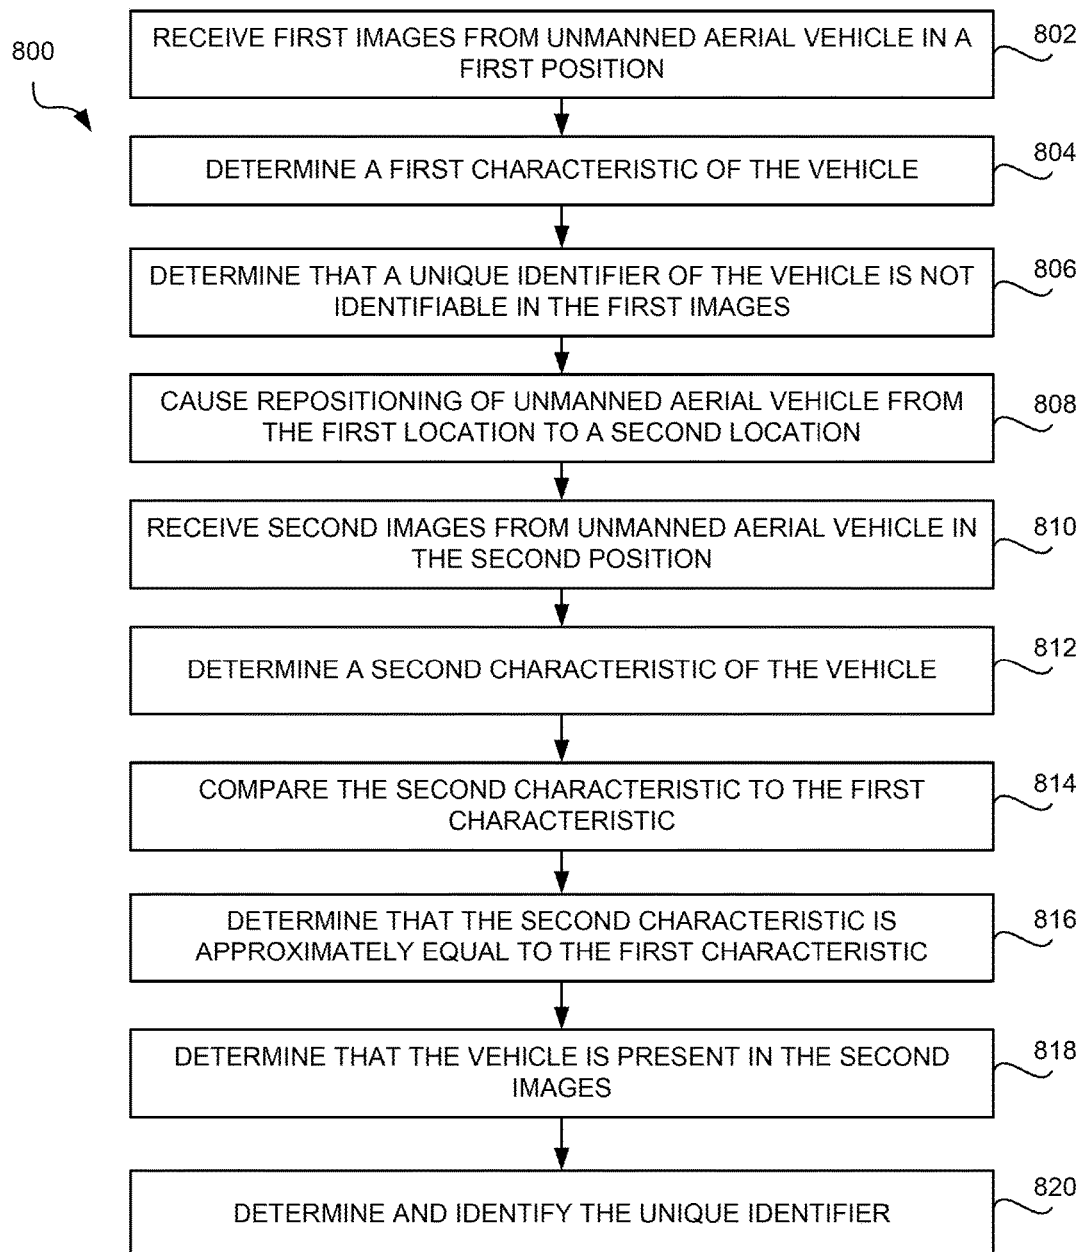 800
RECEIVE FIRST IMAGES FROM UNMANNED AERIAL VEHICLE IN A
FIRST POSITION
802
DETERMINE A FIRST CHARACTERISTIC OF THE VEHICLE
804
DETERMINE THAT A UNIQUE IDENTIFIER OF THE VEHICLE IS NOT
IDENTIFIABLE IN THE FIRST IMAGES
806
CAUSE REPOSITIONING OF UNMANNED AERIAL VEHICLE FROM
THE FIRST LOCATION TO A SECOND LOCATION
808
RECEIVE SECOND IMAGES FROM UNMANNED AERIAL VEHICLE IN
THE SECOND POSITION
810
DETERMINE A SECOND CHARACTERISTIC OF THE VEHICLE
812
COMPARE THE SECOND CHARACTERISTIC TO THE FIRST
CHARACTERISTIC
814
DETERMINE THAT THE SECOND CHARACTERISTIC IS
APPROXIMATELY EQUAL TO THE FIRST CHARACTERISTIC
816
DETERMINE THAT THE VEHICLE IS PRESENT IN THE SECOND
IMAGES
818
DETERMINE AND IDENTIFY THE UNIQUE IDENTIFIER
820